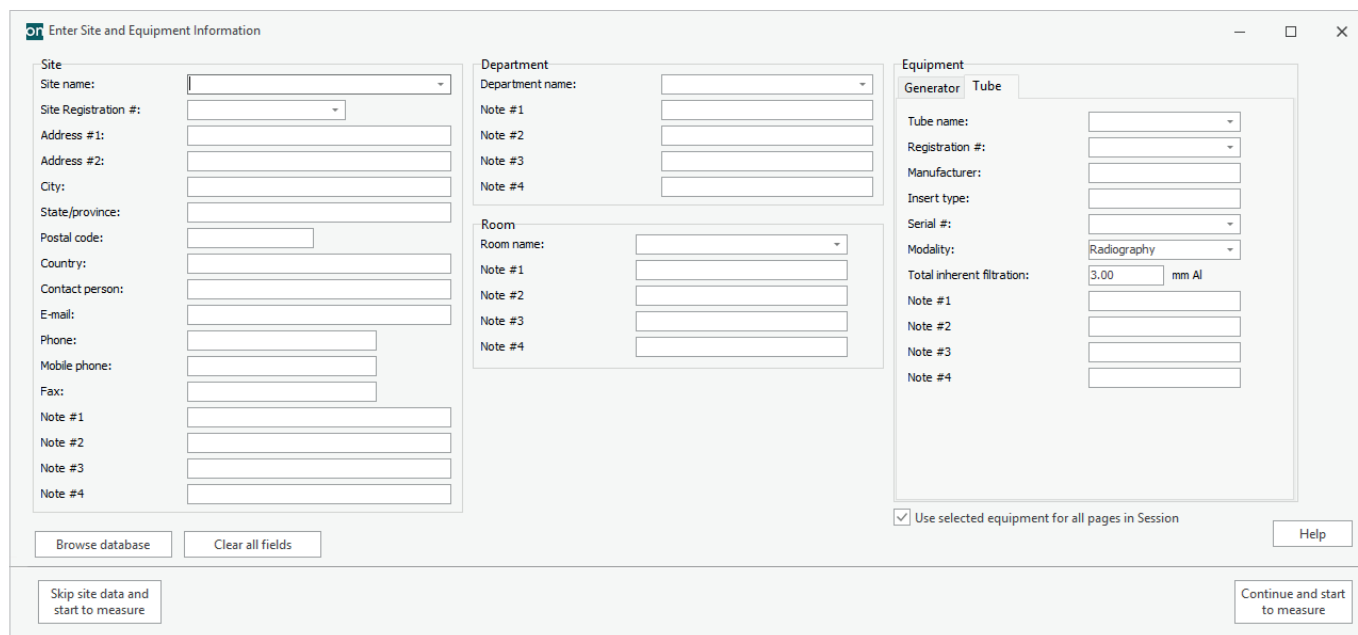 on Enter Site and Equipment Information
Site
Site name:
Site Registration #:
Address #1:
Address #2:
City:
State/province:
Postal code:
Country:
Contact person:
E-mail:
Phone:
Mobile phone:
Fax:
Note #1
Note #2
Note #3
Note #4
Browse database
Clear all fields
Department
Department name:
Note #1
Note #2
Note #3
Note #4
Room
Room name:
Note #1
Note #2
Note #3
Note #4
Equipment
Generator Tube
Tube name:
Registration #:
Manufacturer:
Insert type:
Serial #:
Modality: Radiography
Total inherent filtration: 3.00 mm Al
Note #1
Note #2
Note #3
Note #4
Use selected equipment for all pages in Session
Help
Skip site data and
start to measure
Continue and start
to measure